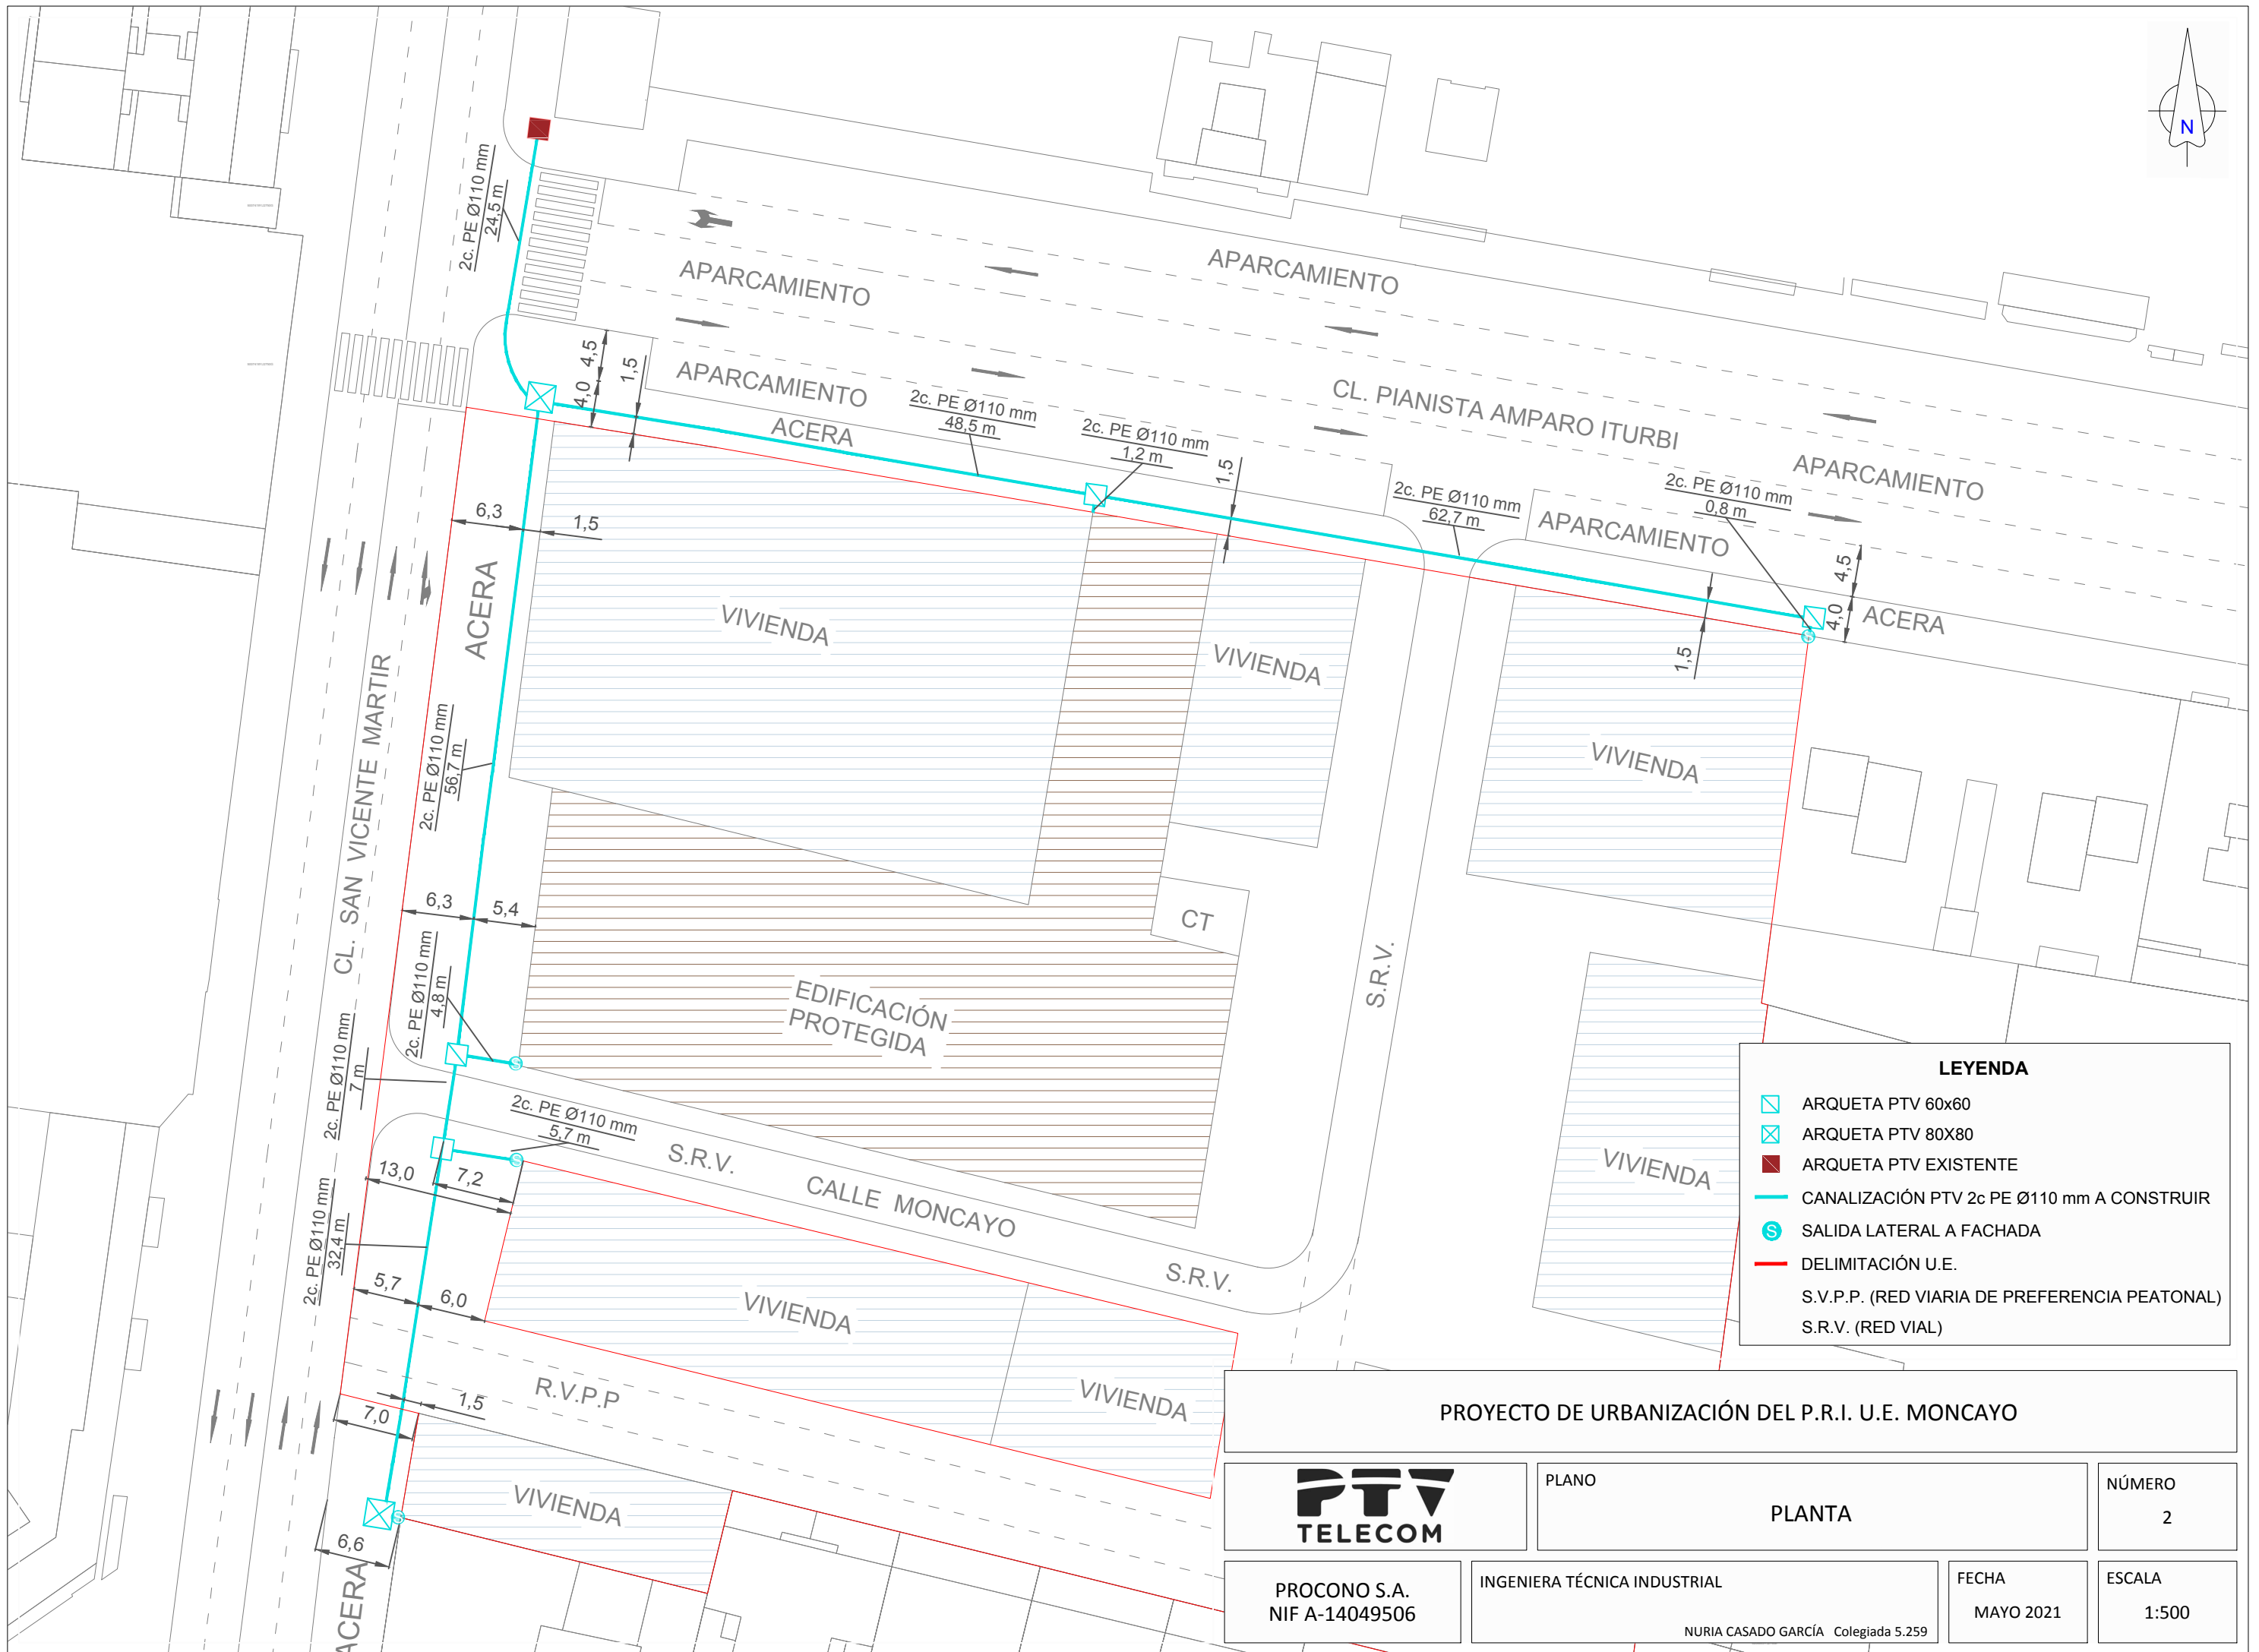 N
2c. PE Ø110 mm
24,5 m
APARCAMIENTO
APARCAMIENTO
4,5
4,0
1,5
APARCAMIENTO
ACERA
2c. PE Ø110 mm
48,5 m
2c. PE Ø110 mm
1,2 m
CL. PIANISTA AMPARO ITURBI
1,5
2c. PE Ø110 mm
62,7 m
APARCAMIENTO
2c. PE Ø110 mm
0,8 m
APARCAMIENTO
4,5
4,0
ACERA
1,5
S
6,3
1,5
ACERA
VIVIENDA
VIVIENDA
VIVIENDA
CL. SAN VICENTE MARTIR
2c. PE Ø110 mm
56,7 m
6,3
5,4
CT
2c. PE Ø110 mm
4,8 m
EDIFICACIÓN
PROTEGIDA
S.R.V.
S
2c. PE Ø110 mm
7 m
2c. PE Ø110 mm
5,7 m
S
S.R.V.
CALLE MONCAYO
S.R.V.
13,0
7,2
2c. PE Ø110 mm
32,4 m
5,7
6,0
VIVIENDA
VIVIENDA
VIVIENDA
R.V.P.P
7,0
1,5
VIVIENDA
S
6,6
ACERA
LEYENDA
ARQUETA PTV 60x60
ARQUETA PTV 80X80
ARQUETA PTV EXISTENTE
CANALIZACIÓN PTV 2c PE Ø110 mm A CONSTRUIR
S SALIDA LATERAL A FACHADA
DELIMITACIÓN U.E.
S.V.P.P. (RED VIARIA DE PREFERENCIA PEATONAL)
S.R.V. (RED VIAL)
PROYECTO DE URBANIZACIÓN DEL P.R.I. U.E. MONCAYO
PTV
TELECOM
PLANO
PLANTA
NÚMERO
2
PROCONO S.A.
NIF A-14049506
INGENIERA TÉCNICA INDUSTRIAL
NURIA CASADO GARCÍA Colegiada 5.259
FECHA
MAYO 2021
ESCALA
1:500